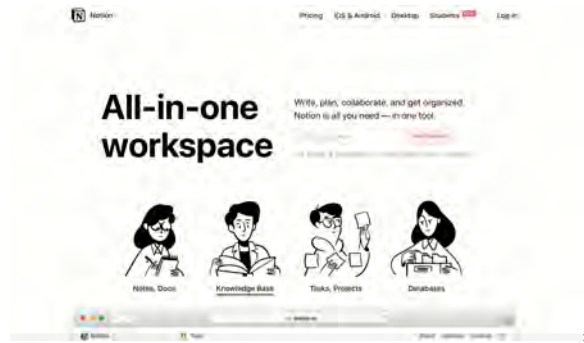 Notion
Pricing iOS & Android Desktop Students Log in
All-in-one
workspace
Write, plan, collaborate, and get organized.
Notion is all you need — in one tool.
Notes, Docs
Knowledge Base
Tasks, Projects
Databases